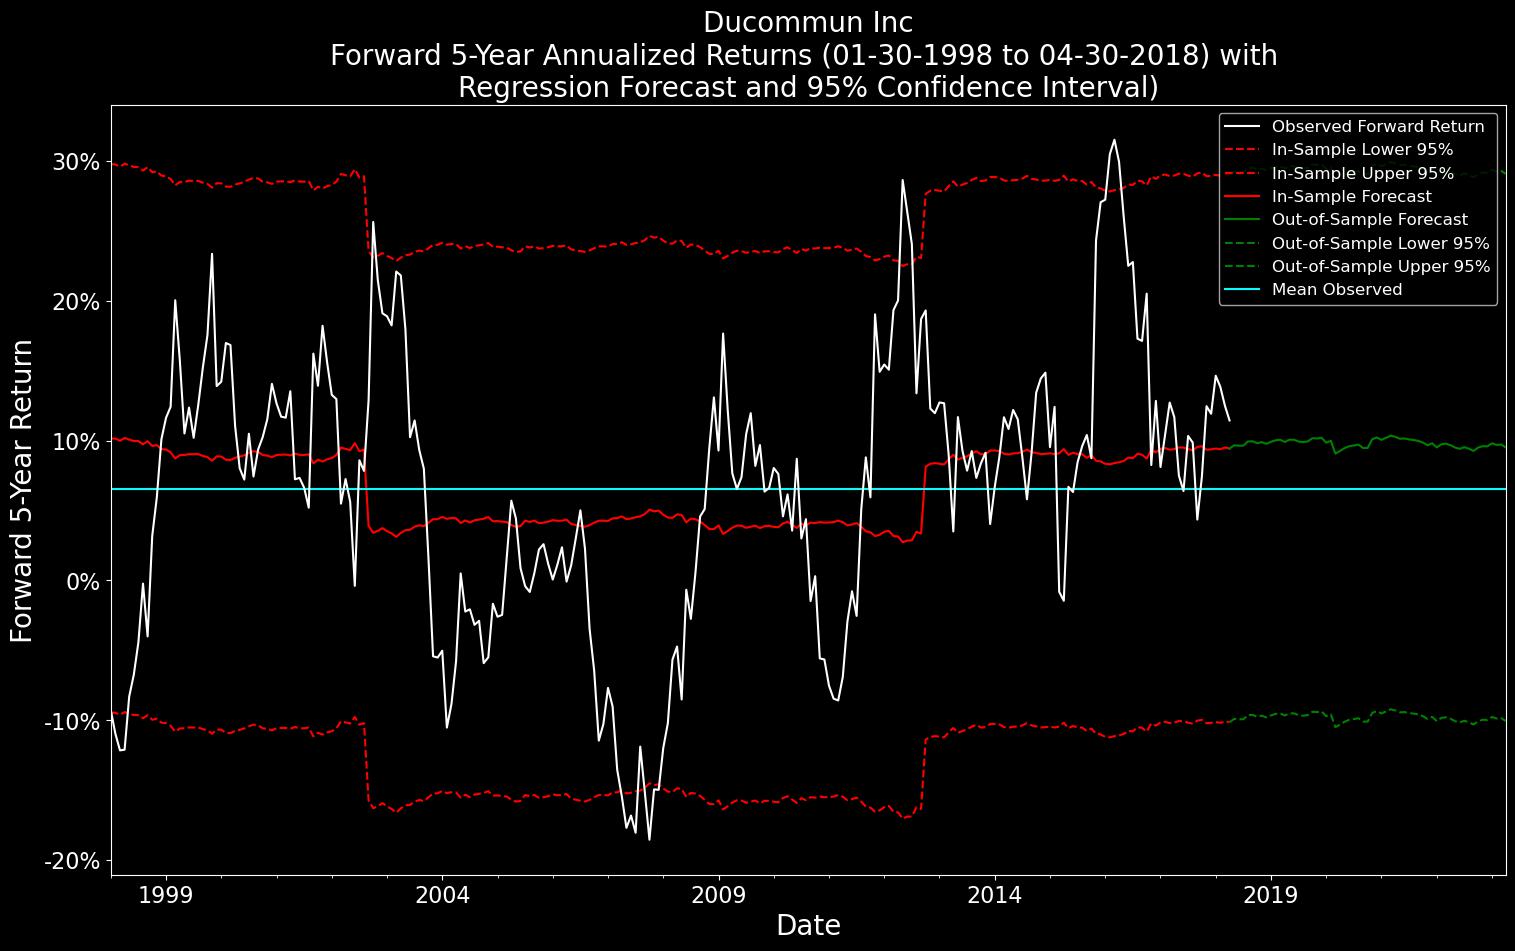 Ducommun Inc
Forward 5-Year Annualized Returns (01-30-1998 to 04-30-2018) with
Regression Forecast and 95% Confidence Interval)
Observed Forward Return
In-Sample Lower 95%
In-Sample Upper 95%
In-Sample Forecast
Out-of-Sample Forecast
Out-of-Sample Lower 95%
Out-of-Sample Upper 95%
Mean Observed
Forward 5-Year Return
30%
20%
10%
0%
-10%
-20%
1999
2004
2009
2014
2019
Date